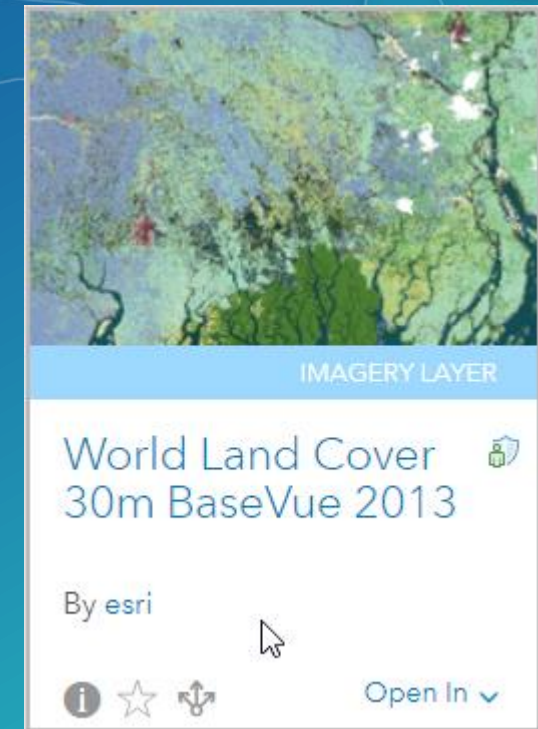 IMAGERY LAYER
World Land Cover
30m BaseVue 2013
By esri
Open In